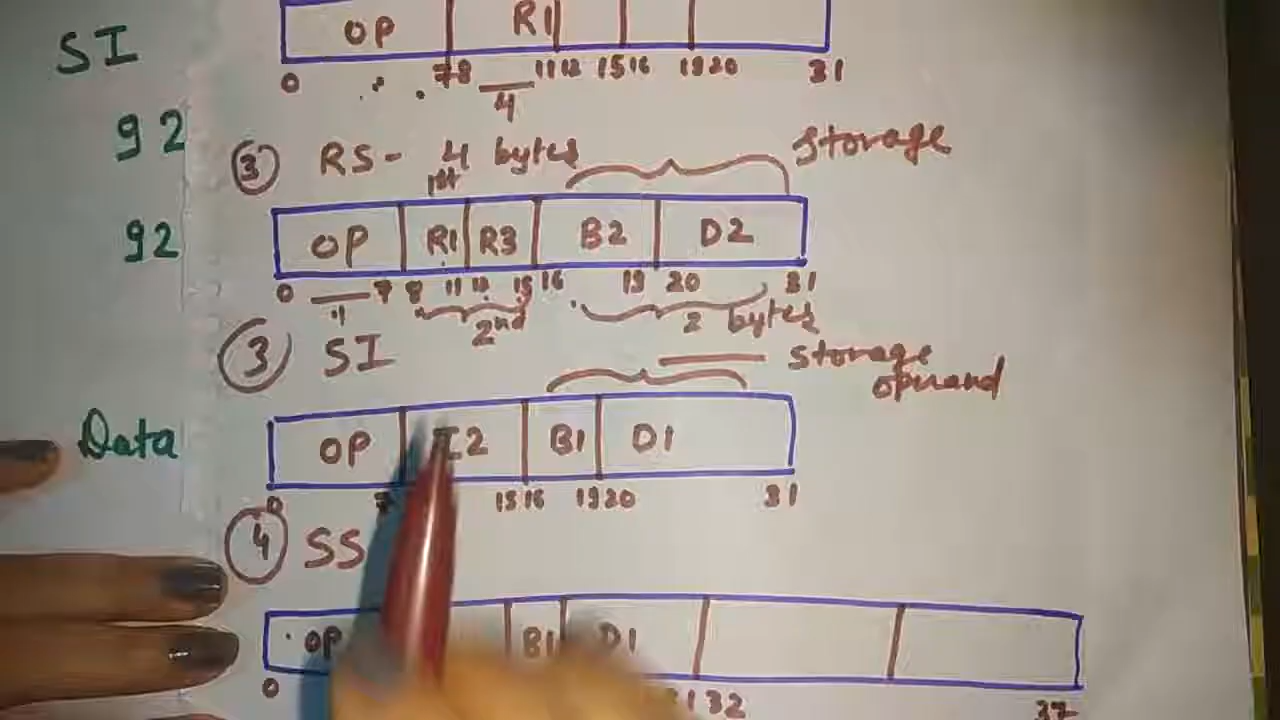 SI
OP R1
0 78 11 12 15 16 19 20 31
4
92
③ RS- 4 bytes storage
1st
92
OP R1 R3 B2 D2
0 7 8 11 12 15 16 19 20 31
2nd 2 bytes
③ SI storage operand
Data
OP I2 B1 D1
0 7 15 16 19 20 31
④ SS
OP B1 D1
0 32